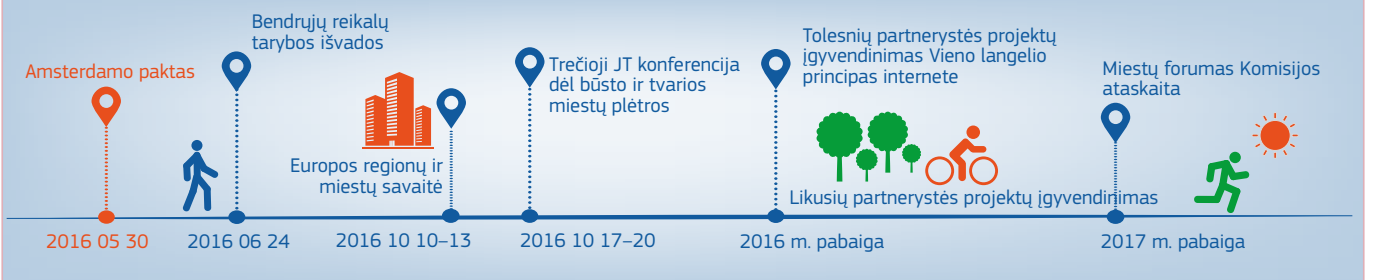 Amsterdamo paktas
2016 05 30
Bendrųjų reikalų
tarybos išvados
2016 06 24
Europos regionų ir
miestų savaitė
2016 10 10–13
Trečioji JT konferencija
dėl būsto ir tvarios
miestų plėtros
2016 10 17–20
Tolesnių partnerystės projektų
įgyvendinimas Vieno langelio
principas internete
2016 m. pabaiga
Likusių partnerystės projektų įgyvendinimas
Miestų forumas Komisijos
ataskaita
2017 m. pabaiga